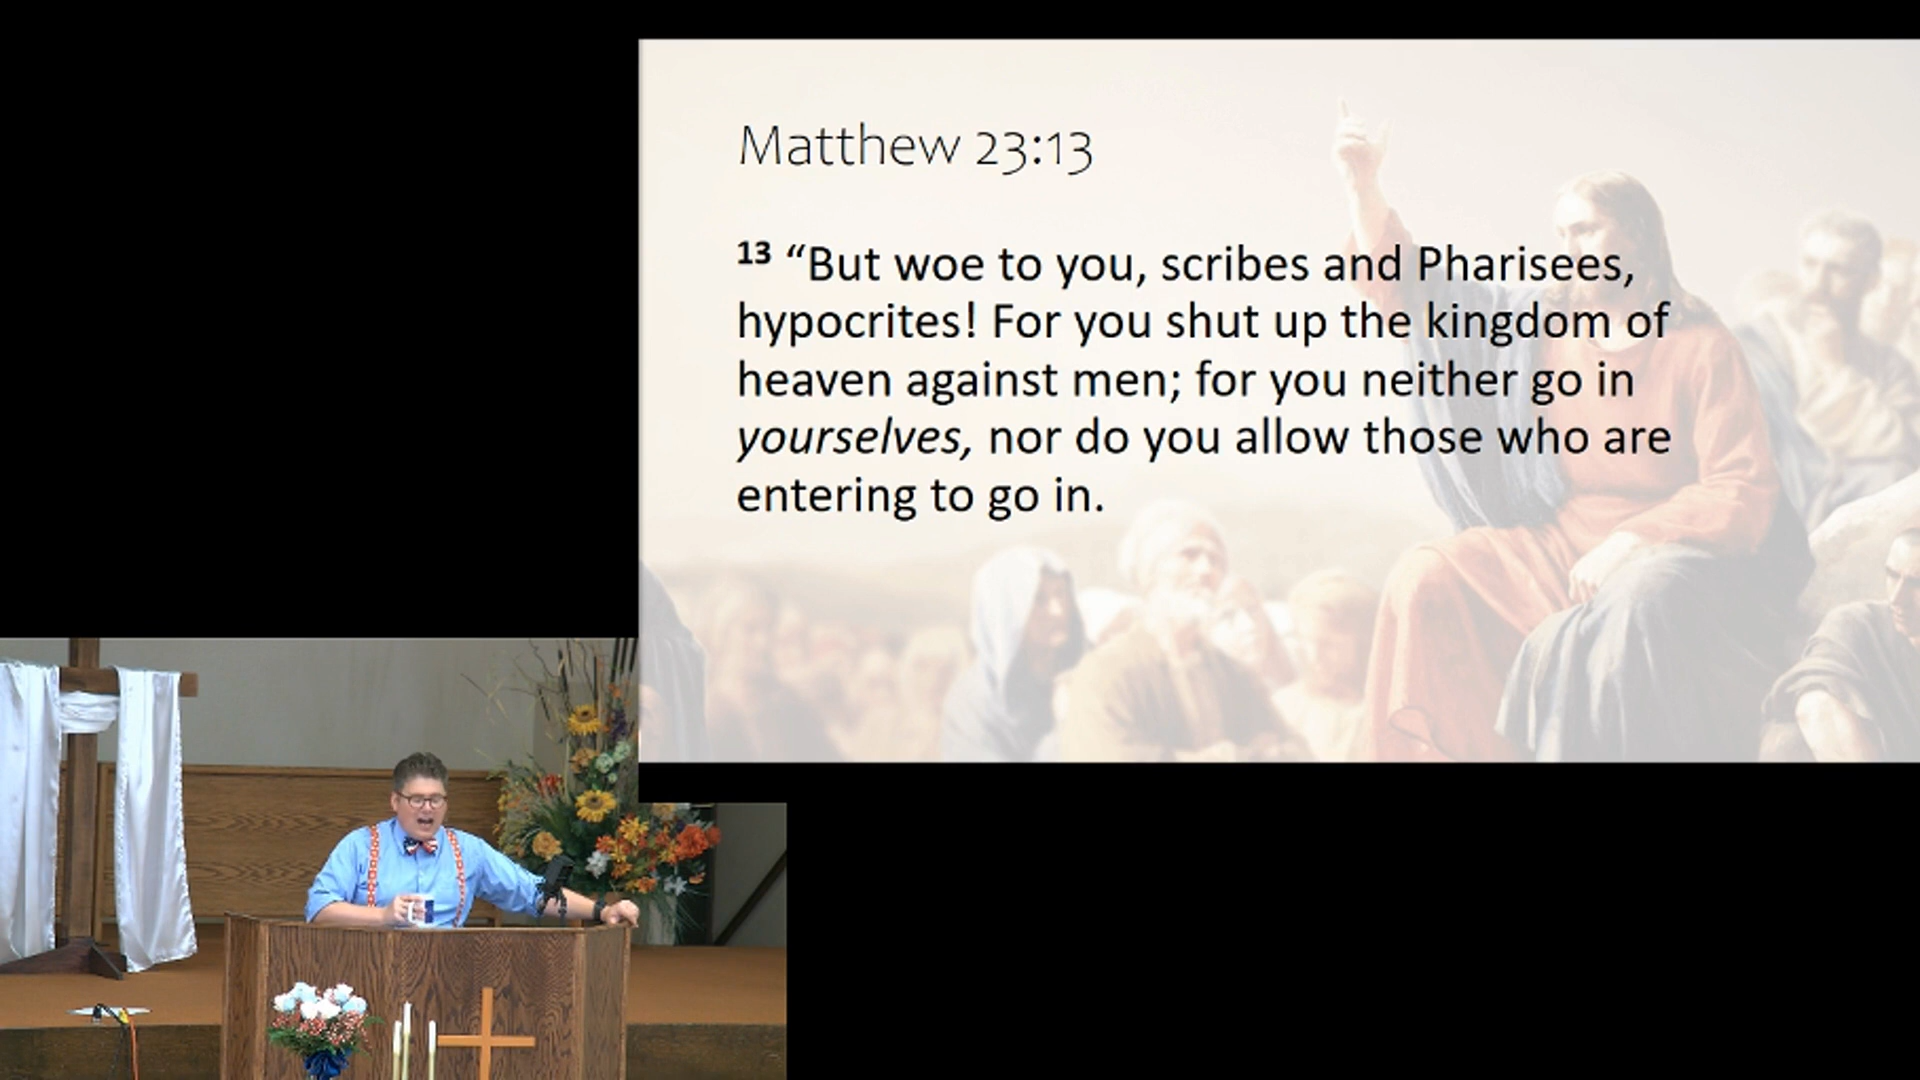 Matthew 23:13
13 “But woe to you, scribes and Pharisees,
hypocrites! For you shut up the kingdom of
heaven against men; for you neither go in
yourselves, nor do you allow those who are
entering to go in.